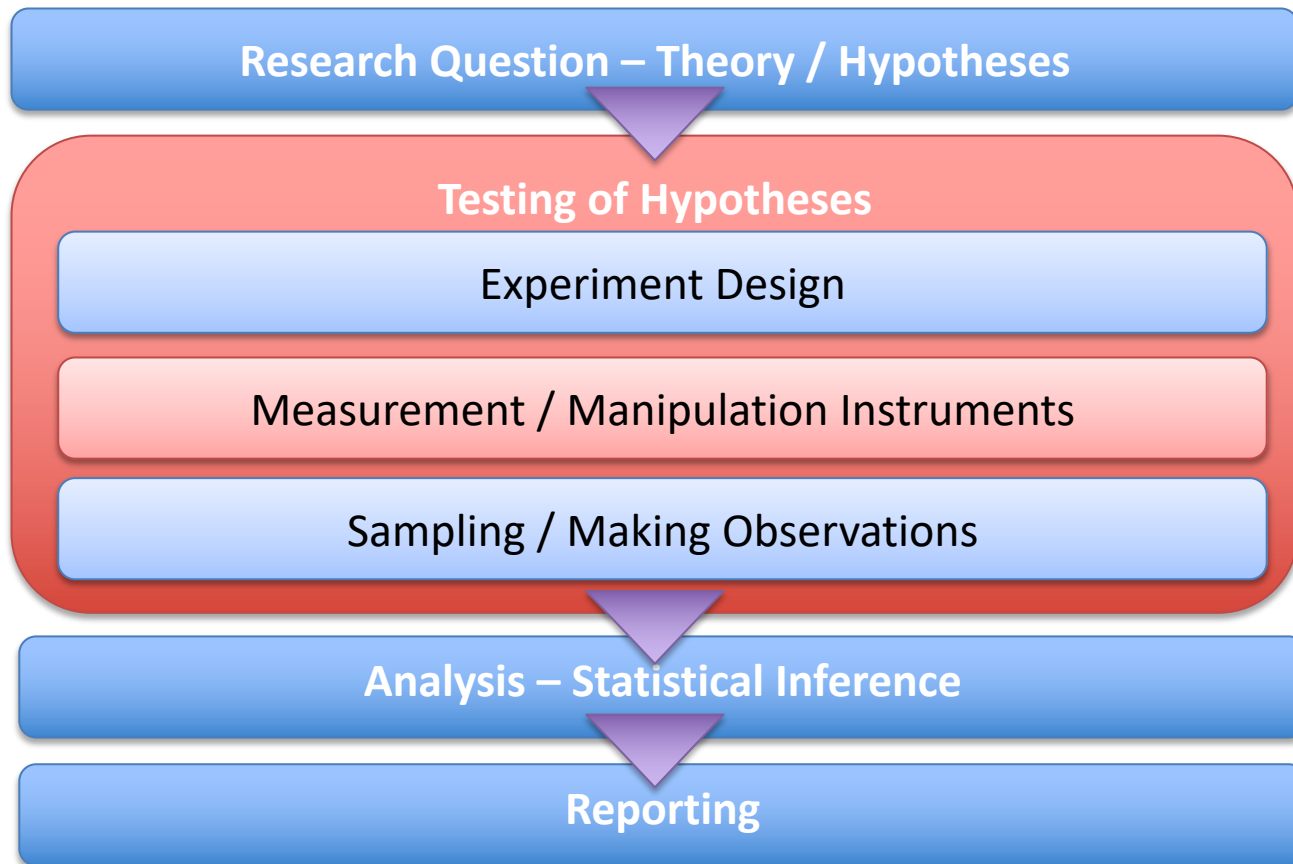 Research Question – Theory / Hypotheses
Testing of Hypotheses
Experiment Design
Measurement / Manipulation Instruments
Sampling / Making Observations
Analysis – Statistical Inference
Reporting